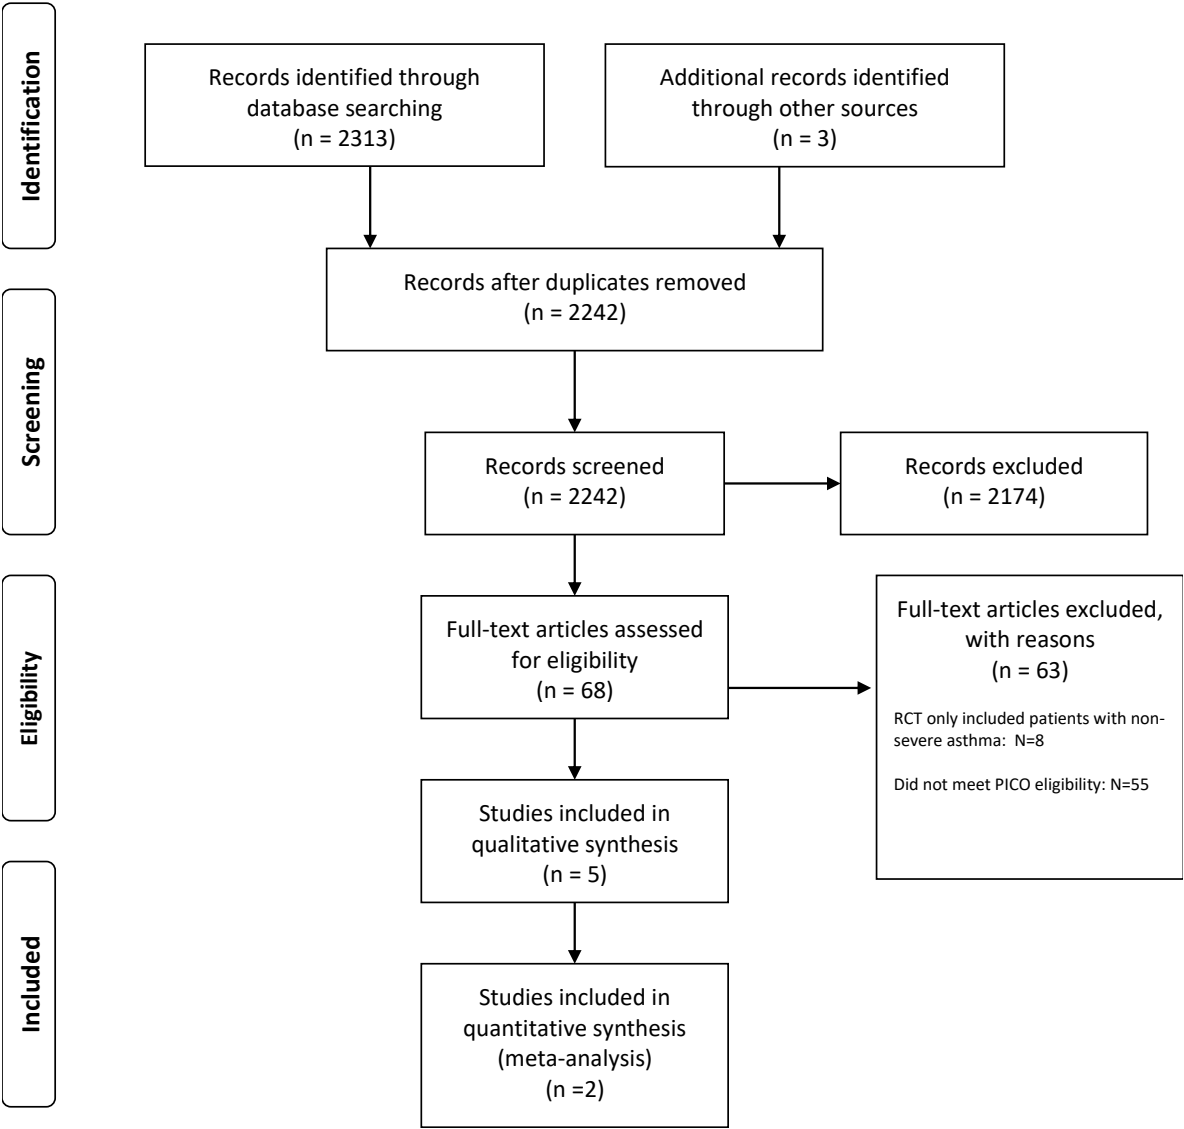 Identification
Records identified through
database searching
(n = 2313)
Additional records identified
through other sources
(n = 3)
Records after duplicates removed
(n = 2242)
Screening
Records screened
(n = 2242)
Records excluded
(n = 2174)
Eligibility
Full-text articles assessed
for eligibility
(n = 68)
Full-text articles excluded,
with reasons
(n = 63)
RCT only included patients with non-
severe asthma:  N=8
Did not meet PICO eligibility: N=55
Studies included in
qualitative synthesis
(n = 5)
Included
Studies included in
quantitative synthesis
(meta-analysis)
(n =2)